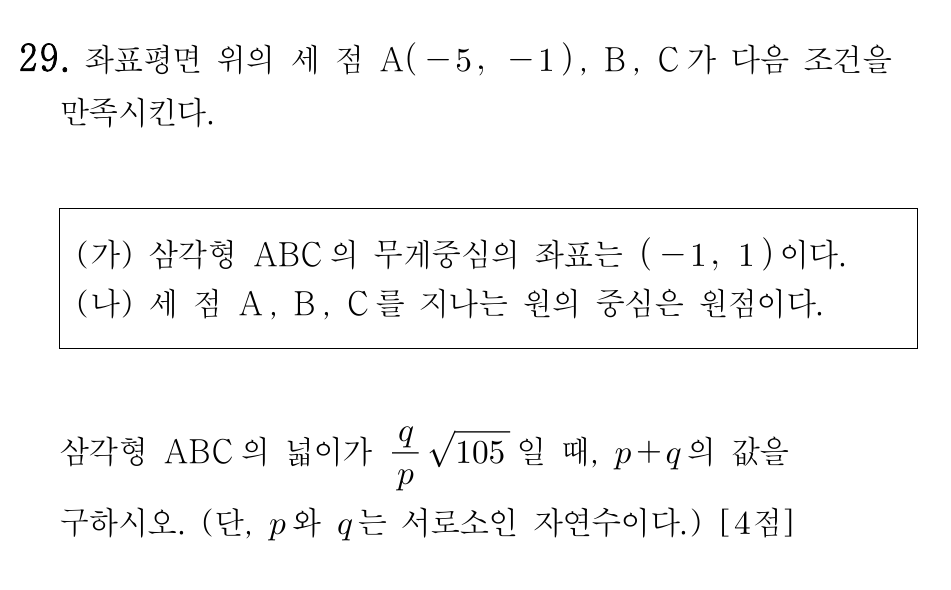 29. 좌표평면 위의 세 점 A(−5, −1), B, C가 다음 조건을
만족시킨다.
(가) 삼각형 ABC의 무게중심의 좌표는 (−1, 1)이다.
(나) 세 점 A, B, C를 지나는 원의 중심은 원점이다.
삼각형 ABC의 넓이가 q/p √105 일 때, p+q의 값을
구하시오. (단, p와 q는 서로소인 자연수이다.) [4점]